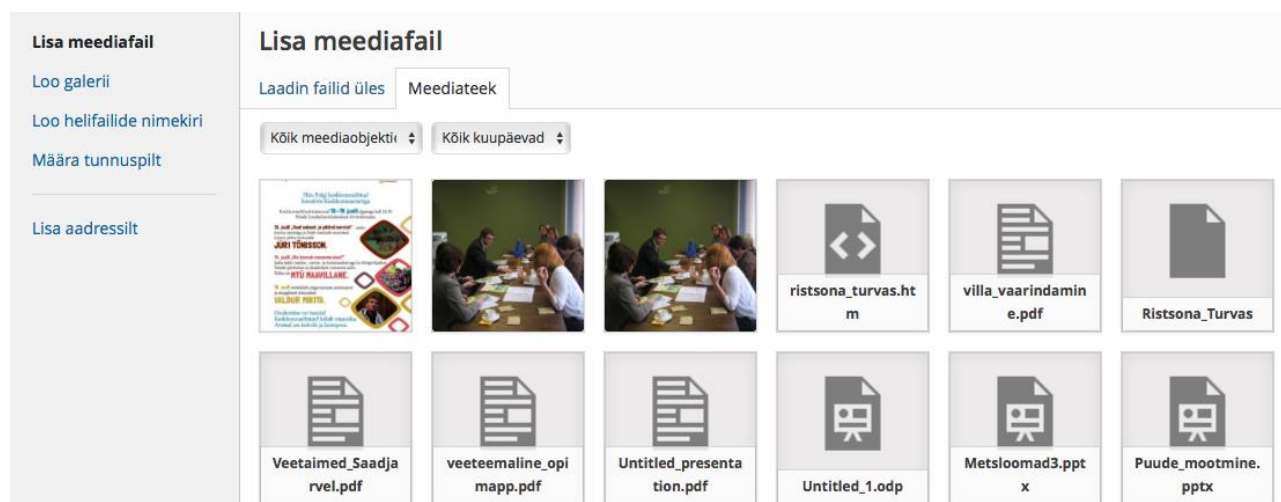 Lisa meediafail
Loo galerii
Loo helifailide nimekiri
Määra tunnuspilt
Lisa aadressilt
Lisa meediafail
Laadin failid üles
Meediateek
Kõik meediaobjekti
Kõik kuupäevad
JÜRI TÕNISSON.
MTÜ MAAVILLANE.
VALDUR MIKITA.
ristsona_turvas.ht
m
villa_vaarindamin
e.pdf
Ristsona_Turvas
Veetaimed_Saadja
rvel.pdf
veeteemaline_opi
mapp.pdf
Untitled_presenta
tion.pdf
Untitled_1.odp
Metsloomad3.ppt
x
Puude_mootmine.
pptx